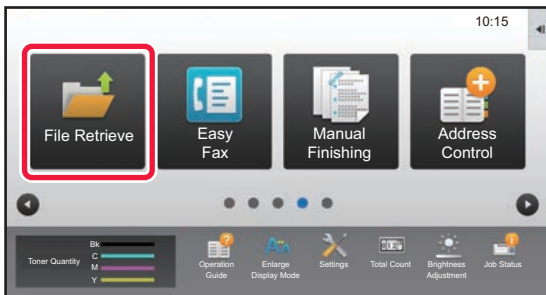 10:15
File Retrieve
Easy
Fax
Manual
Finishing
Address
Control
Toner Quantity
Bk
C
M
Y
Operation
Guide
Enlarge
Display Mode
Settings
Total Count
Brightness
Adjustment
Job Status